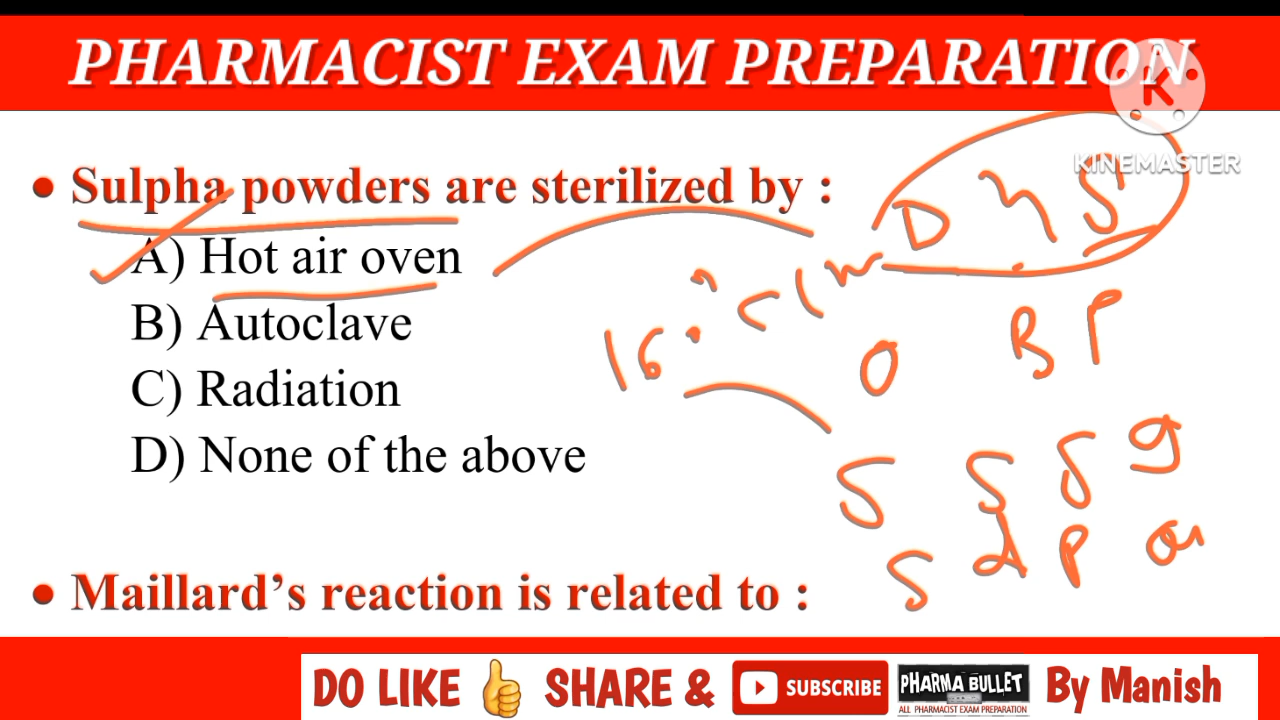 PHARMACIST EXAM PREPARATION
K
KINEMASTER
• Sulpha powders are sterilized by :
A) Hot air oven
B) Autoclave
C) Radiation
D) None of the above
D h S
O B P
S S S g
• Maillard's reaction is related to :
DO LIKE SHARE & SUBSCRIBE PHARMA BULLET By Manish
ALL PHARMACIST EXAM PREPARATION